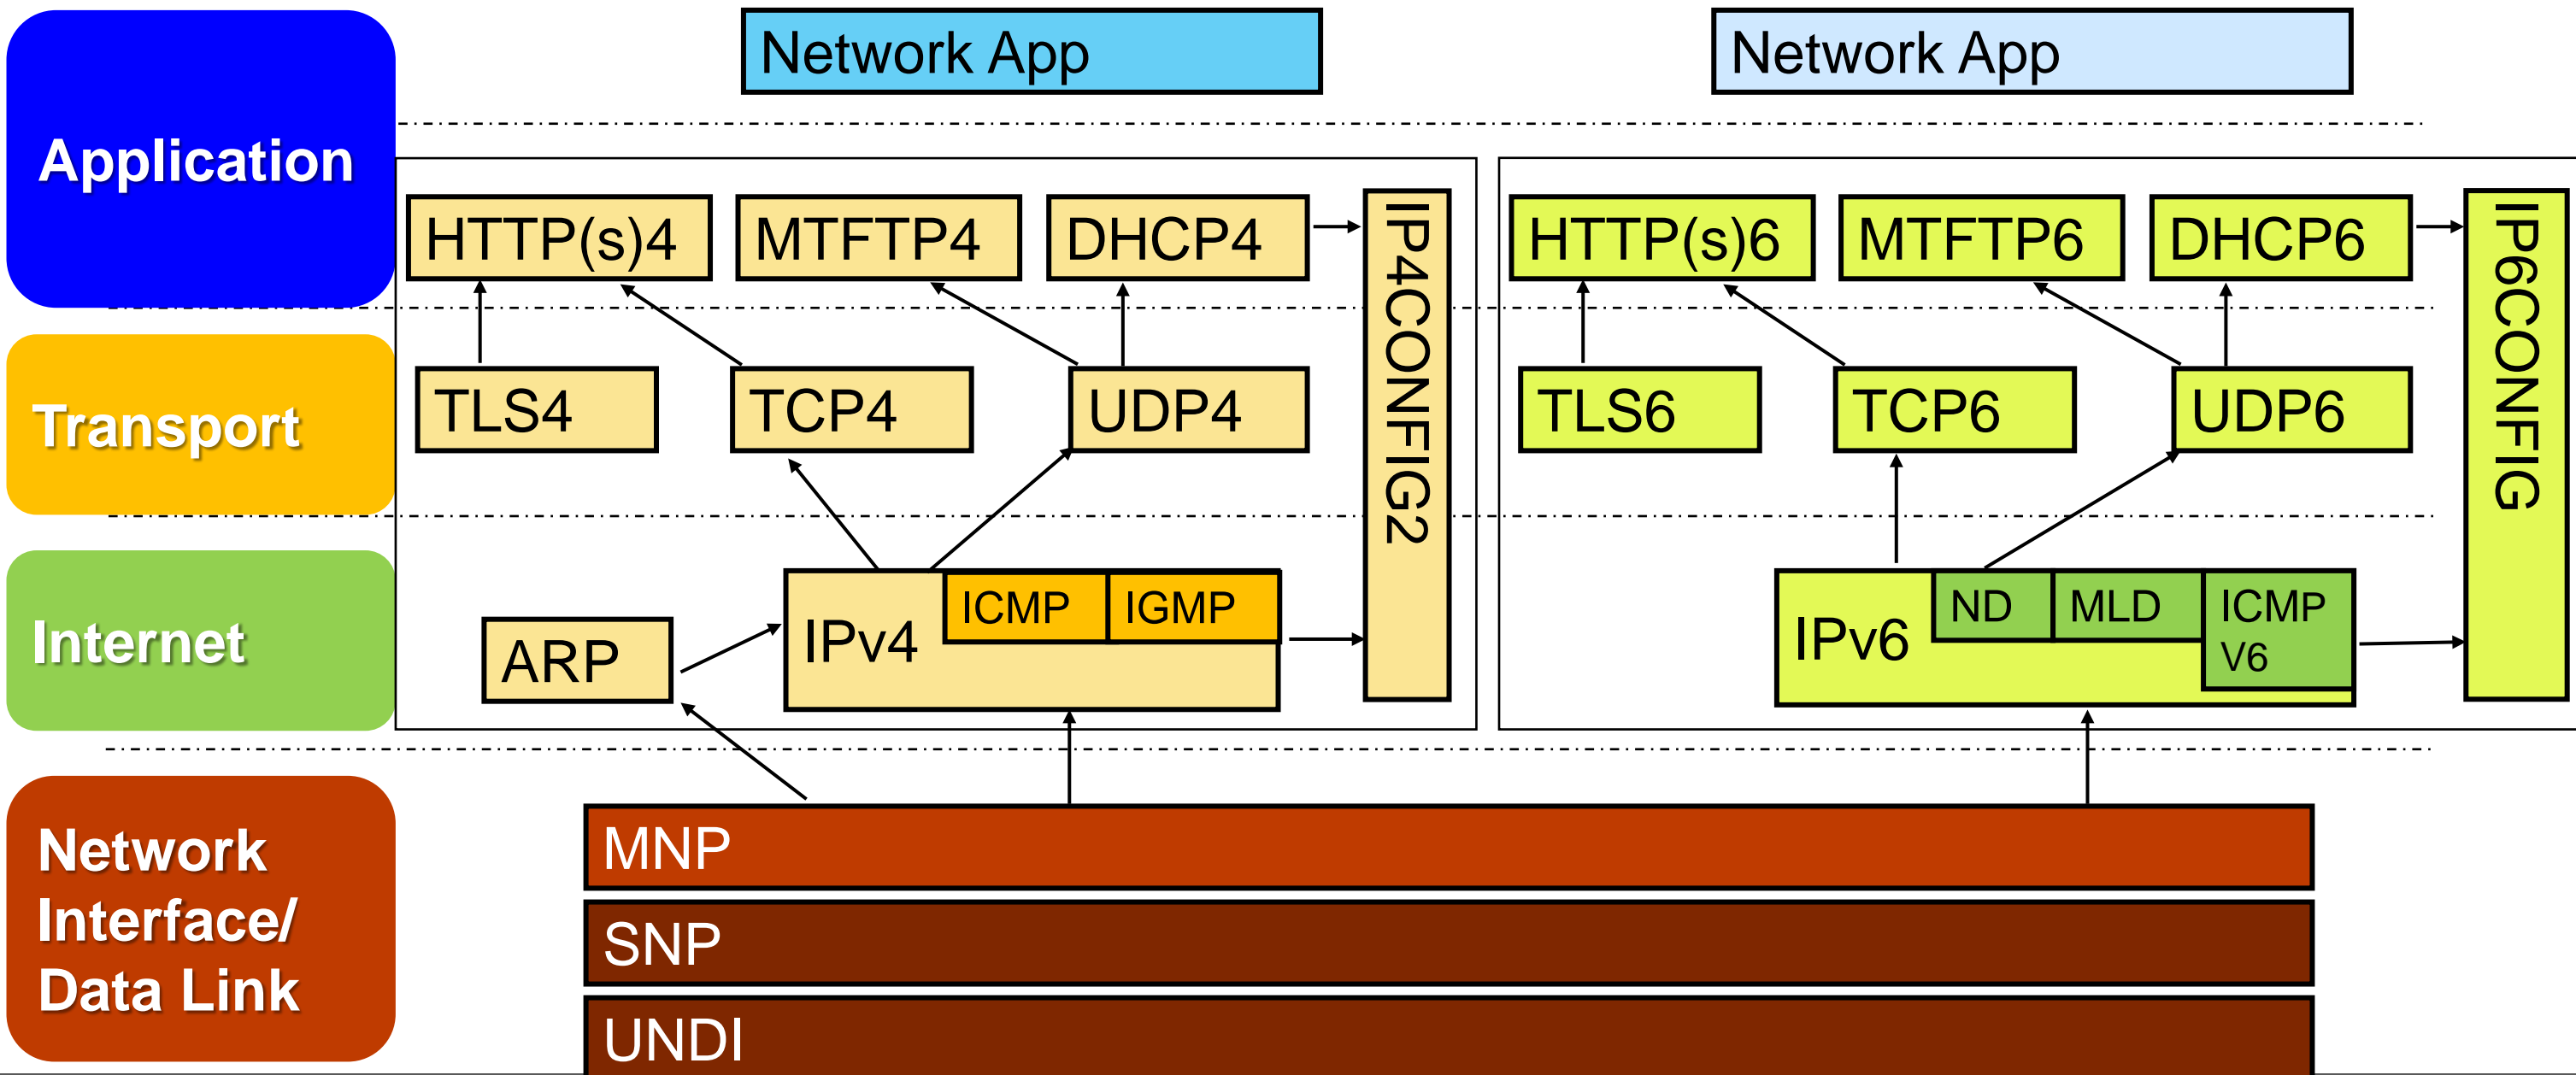 Network App
Network App
Application
HTTP(s)4
MTFTP4
DHCP4
IP4CONFIG2
HTTP(s)6
MTFTP6
DHCP6
IP6CONFIG
Transport
TLS4
TCP4
UDP4
TLS6
TCP6
UDP6
Internet
ARP
IPv4
ICMP
IGMP
IPv6
ND
MLD
ICMP
V6
Network
Interface/
Data Link
MNP
SNP
UNDI